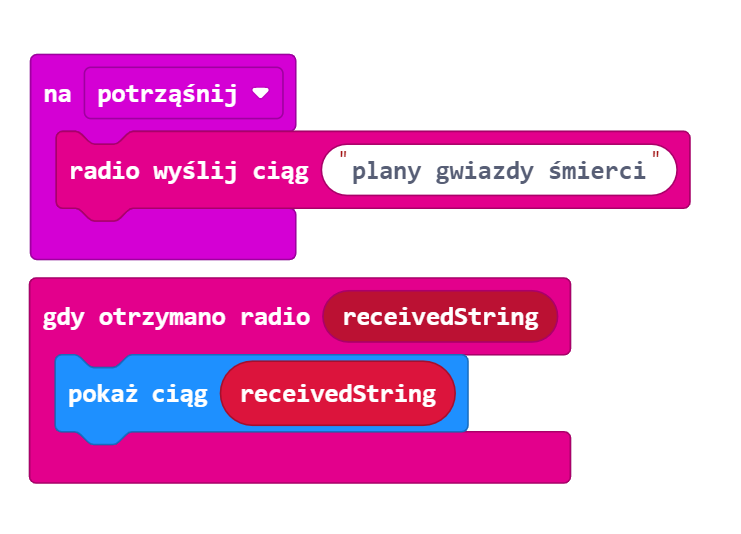 na potrząśnij
radio wyślij ciąg "plany gwiazdy śmierci"
gdy otrzymano radio receivedString
pokaż ciąg receivedString